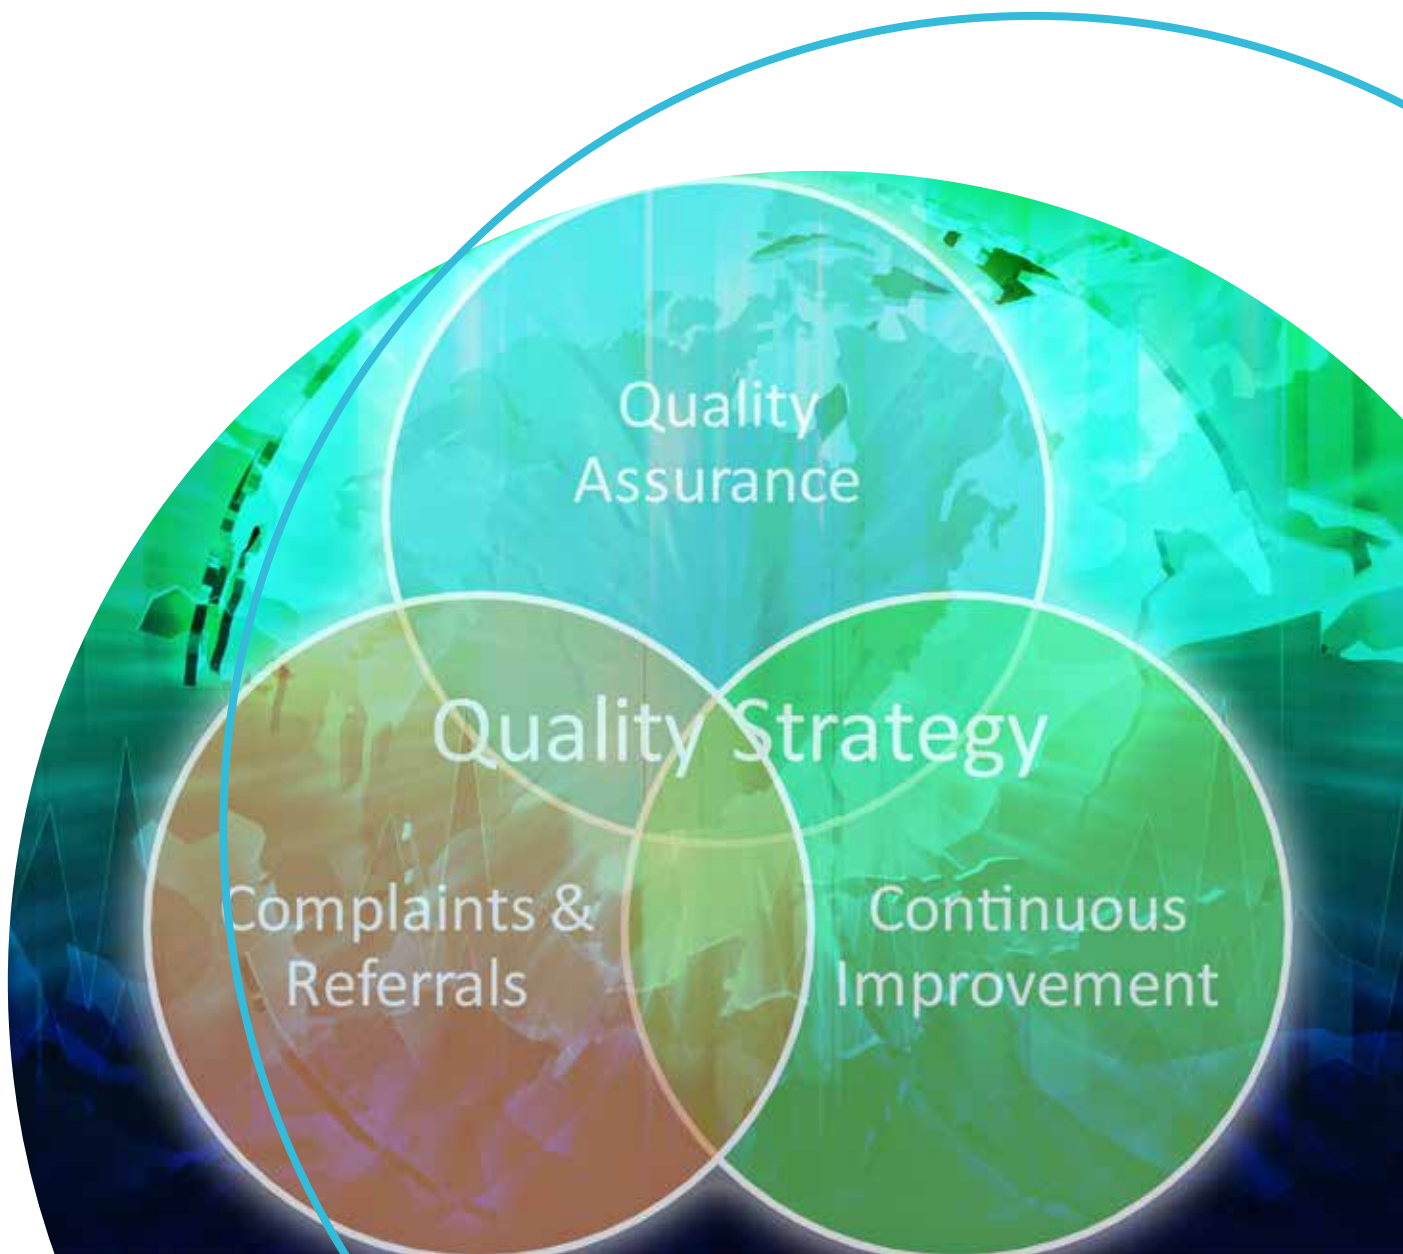 Quality
Assurance
Quality Strategy
Complaints &
Referrals
Continuous
Improvement